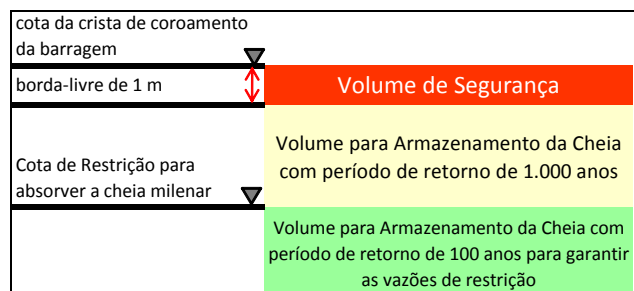 cota da crista de coroamento
da barragem
borda-livre de 1 m
Volume de Segurança
Volume para Armazenamento da Cheia
com período de retorno de 1.000 anos
Cota de Restrição para
absorver a cheia milenar
Volume para Armazenamento da Cheia com
período de retorno de 100 anos para garantir
as vazões de restrição